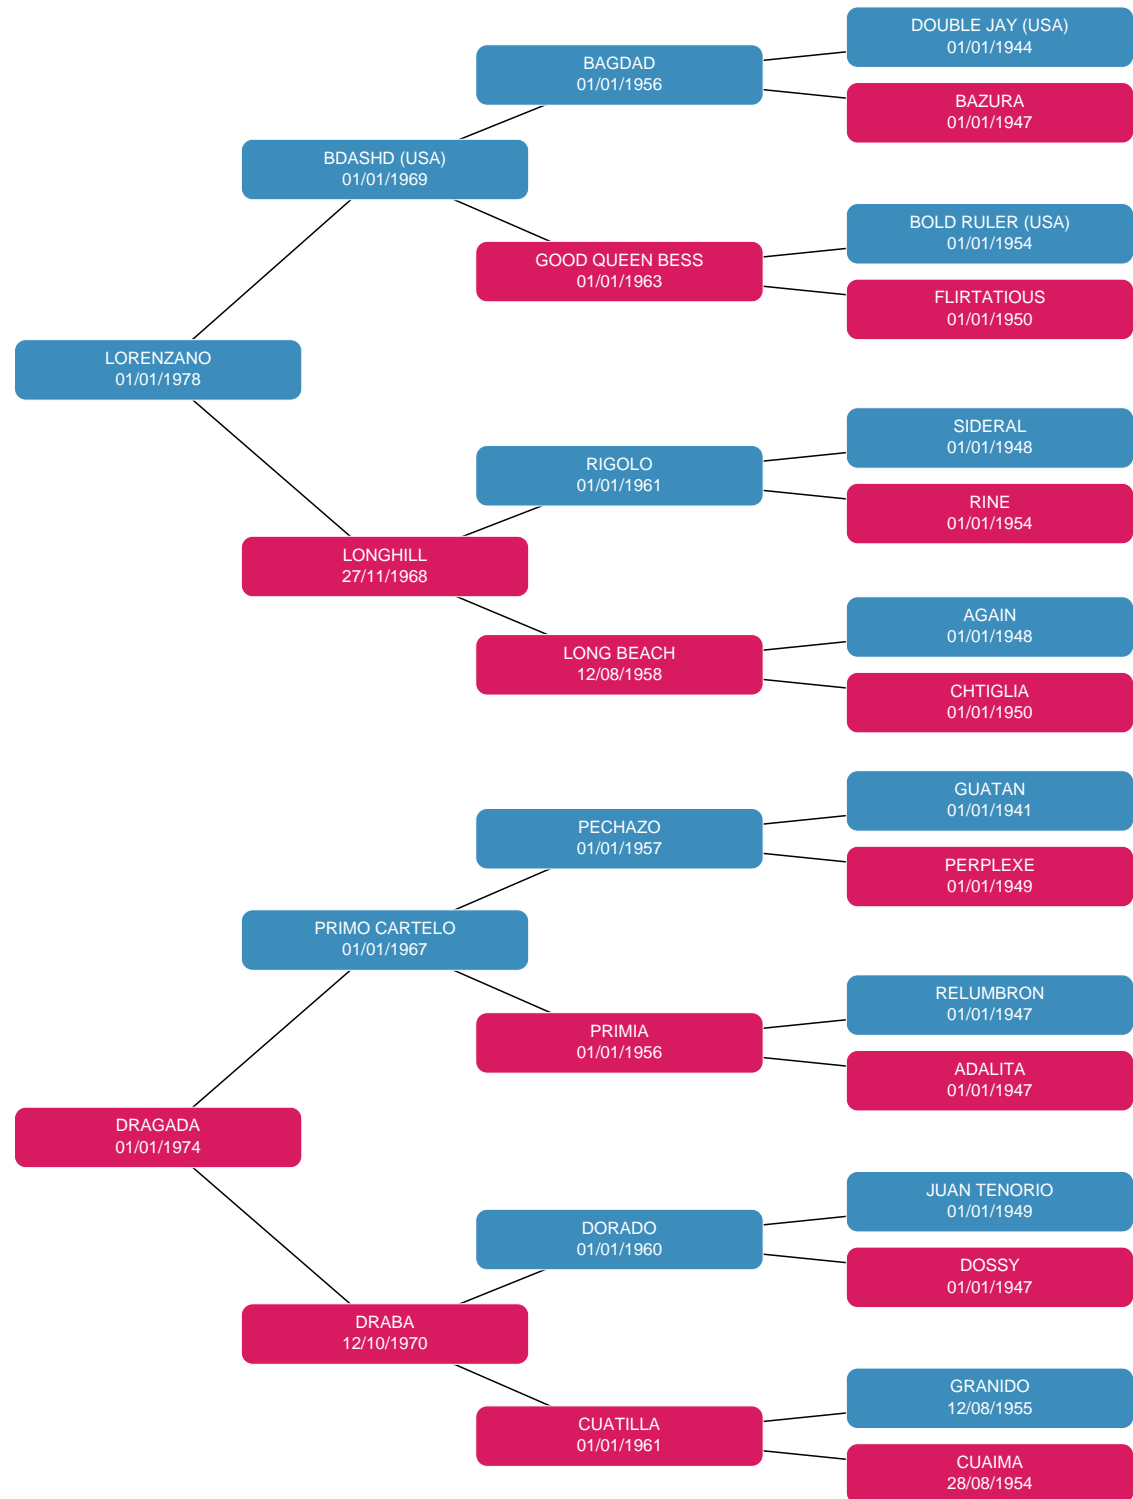 DOUBLE JAY (USA)
01/01/1944
BAGDAD
01/01/1956
BAZURA
01/01/1947
BDASHD (USA)
01/01/1969
BOLD RULER (USA)
01/01/1954
GOOD QUEEN BESS
01/01/1963
FLIRTATIOUS
01/01/1950
LORENZANO
01/01/1978
SIDERAL
01/01/1948
RIGOLO
01/01/1961
RINE
01/01/1954
LONGHILL
27/11/1968
AGAIN
01/01/1948
LONG BEACH
12/08/1958
CHTIGLIA
01/01/1950
GUATAN
01/01/1941
PECHAZO
01/01/1957
PERPLEXE
01/01/1949
PRIMO CARTELO
01/01/1967
RELUMBRON
01/01/1947
PRIMIA
01/01/1956
ADALITA
01/01/1947
DRAGADA
01/01/1974
JUAN TENORIO
01/01/1949
DORADO
01/01/1960
DOSSY
01/01/1947
DRABA
12/10/1970
GRANIDO
12/08/1955
CUATILLA
01/01/1961
CUAIMA
28/08/1954